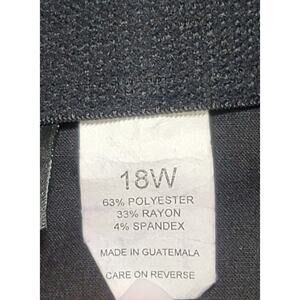 18W
63% POLYESTER
33% RAYON
4% SPANDEX
MADE IN GUATEMALA
CARE ON REVERSE